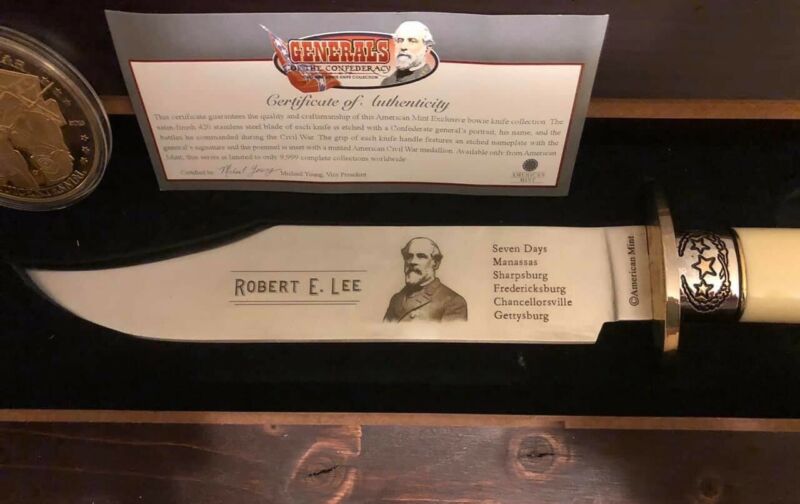 GENERALS
OF THE CONFEDERACY
Certificate of Authenticity
This certificate guarantees the quality and craftsmanship of this American Mint Exclusive bowie knife collection. The
satin-finish 420 stainless steel blade of each knife is etched with a Confederate general's portrait, his name, and the
battles he commanded during the Civil War. The grip of each knife handle features an etched nameplate with the
general's signature and the pommel is inset with a minted American Civil War medallion. Available only from American
Mint, this series is limited to only 9,999 complete collections worldwide.
Certified by Michael Young Michael Young, Vice President
AMERICAN
MINT
ROBERT E. LEE
Seven Days
Manassas
Sharpsburg
Fredericksburg
Chancellorsville
Gettysburg
©American Mint